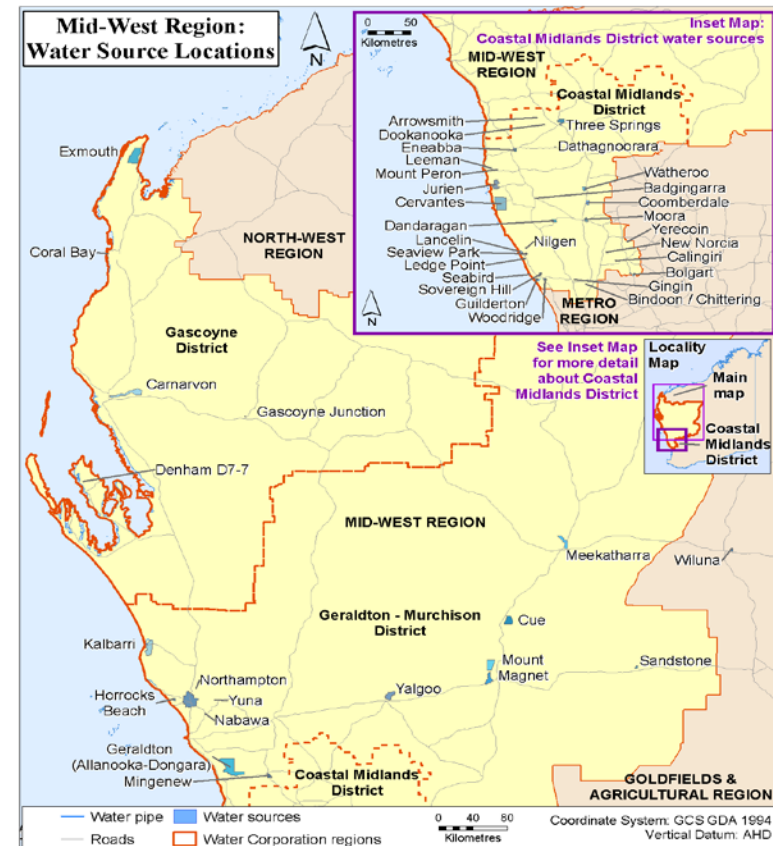 Mid-West Region:
Water Source Locations
N
0 50
Kilometres
Inset Map:
Coastal Midlands District water sources
MID-WEST
REGION
Coastal Midlands
District
Arrowsmith
Dookanooka
Eneabba
Leeman
Mount Peron
Jurien
Cervantes
Dandaragan
Lancelin
Seaview Park
Ledge Point
Seabird
Sovereign Hill
Guilderton
Woodridge
Three Springs
Dathagnoorara
Watheroo
Badgingarra
Coomberdale
Moora
Yerecoin
New Norcia
Calingiri
Bolgart
Gingin
Bindoon / Chittering
Nilgen
METRO
REGION
N
Exmouth
Coral Bay
NORTH-WEST
REGION
Gascoyne
District
Carnarvon
Gascoyne Junction
Denham D7-7
See Inset Map
for more detail
about Coastal
Midlands District
Locality
Map
Main
map
Coastal
Midlands
District
MID-WEST REGION
Meekatharra
Wiluna
Geraldton - Murchison
District
Cue
Kalbarri
Mount
Magnet
Sandstone
Northampton
Horrocks
Beach
Yuna
Nabawa
Yalgoo
Geraldton
(Allanooka-Dongara)
Mingenew
Coastal Midlands
District
GOLDFIELDS &
AGRICULTURAL REGION
Water pipe
Water sources
Roads
Water Corporation regions
0 40 80
Kilometres
Coordinate System: GCS GDA 1994
Vertical Datum: AHD